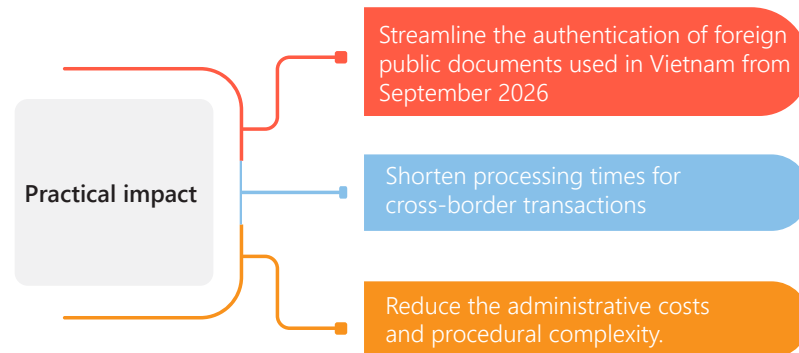 Practical impact
Streamline the authentication of foreign
public documents used in Vietnam from
September 2026
Shorten processing times for
cross-border transactions
Reduce the administrative costs
and procedural complexity.